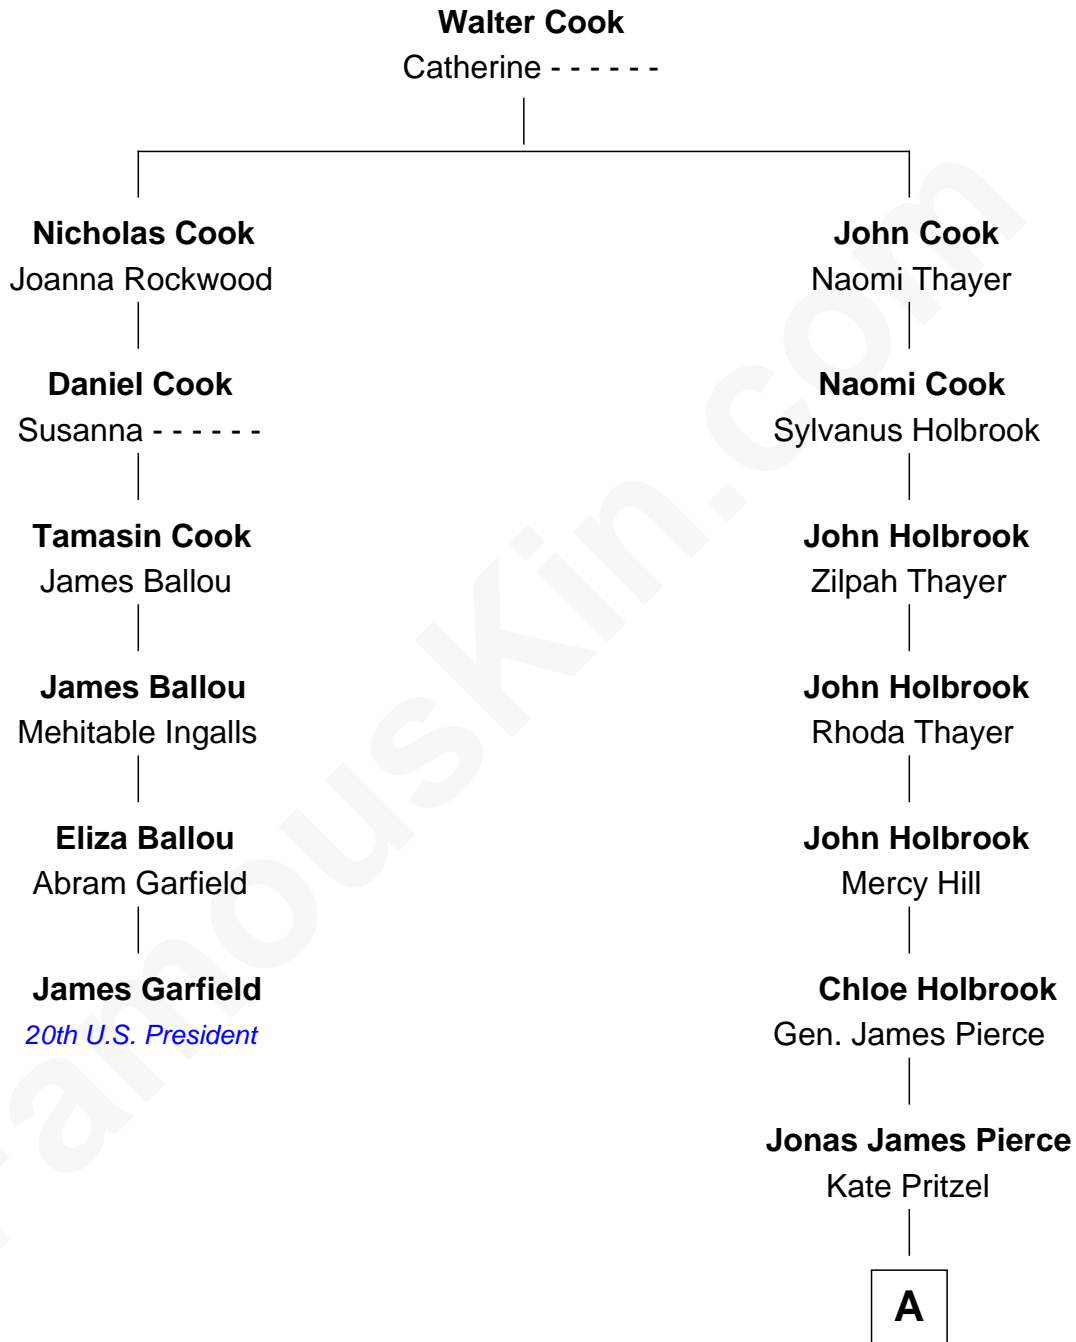 Walter Cook
Catherine - - - - - -
Nicholas Cook
Joanna Rockwood
Daniel Cook
Susanna - - - - - -
Tamasin Cook
James Ballou
James Ballou
Mehitable Ingalls
Eliza Ballou
Abram Garfield
James Garfield
20th U.S. President
John Cook
Naomi Thayer
Naomi Cook
Sylvanus Holbrook
John Holbrook
Zilpah Thayer
John Holbrook
Rhoda Thayer
John Holbrook
Mercy Hill
Chloe Holbrook
Gen. James Pierce
Jonas James Pierce
Kate Pritzel
A
FamousKin.com